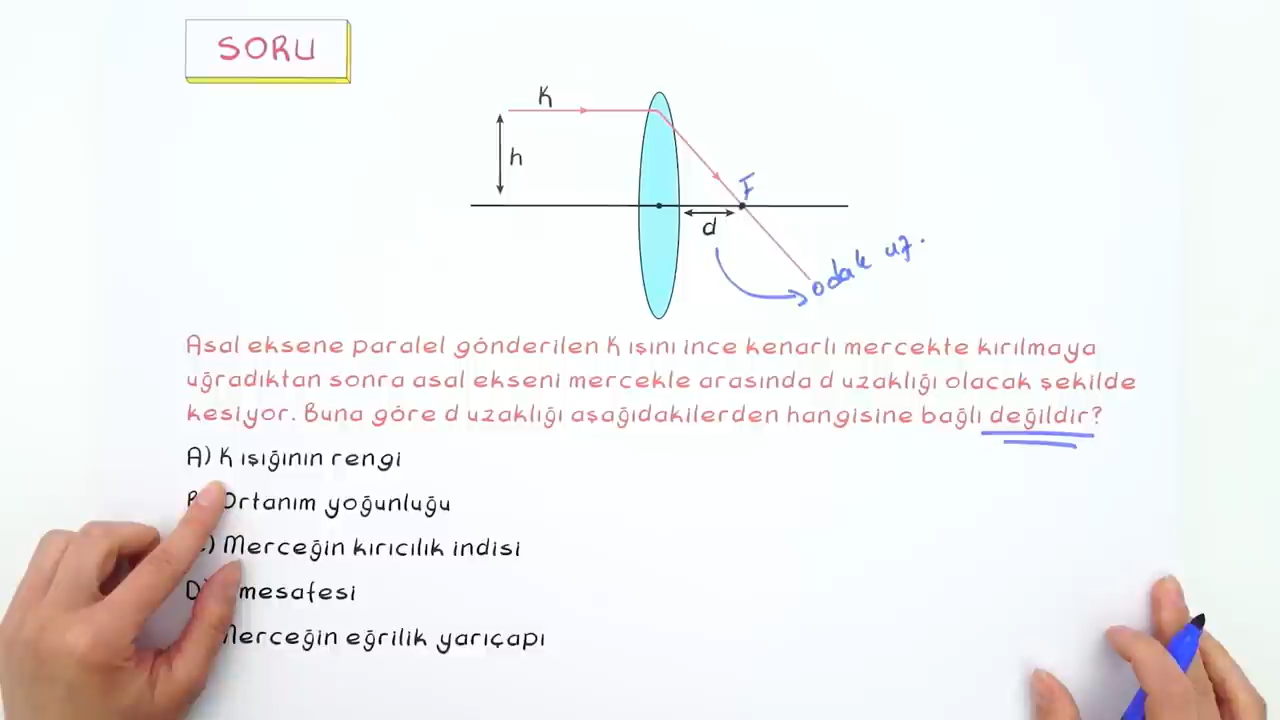 SORU
K
h
F
d
odak uz.
Asal eksene paralel gönderilen K ışını ince kenarlı mercekte kırılmaya
uğradıktan sonra asal ekseni mercekle arasında d uzaklığı olacak şekilde
kesiyor. Buna göre d uzaklığı aşağıdakilerden hangisine bağlı değildir?
A) K ışığının rengi
Ortanım yoğunluğu
) Merceğin kırıcılık indisi
D) mesafesi
Merceğin eğrilik yarıçapı